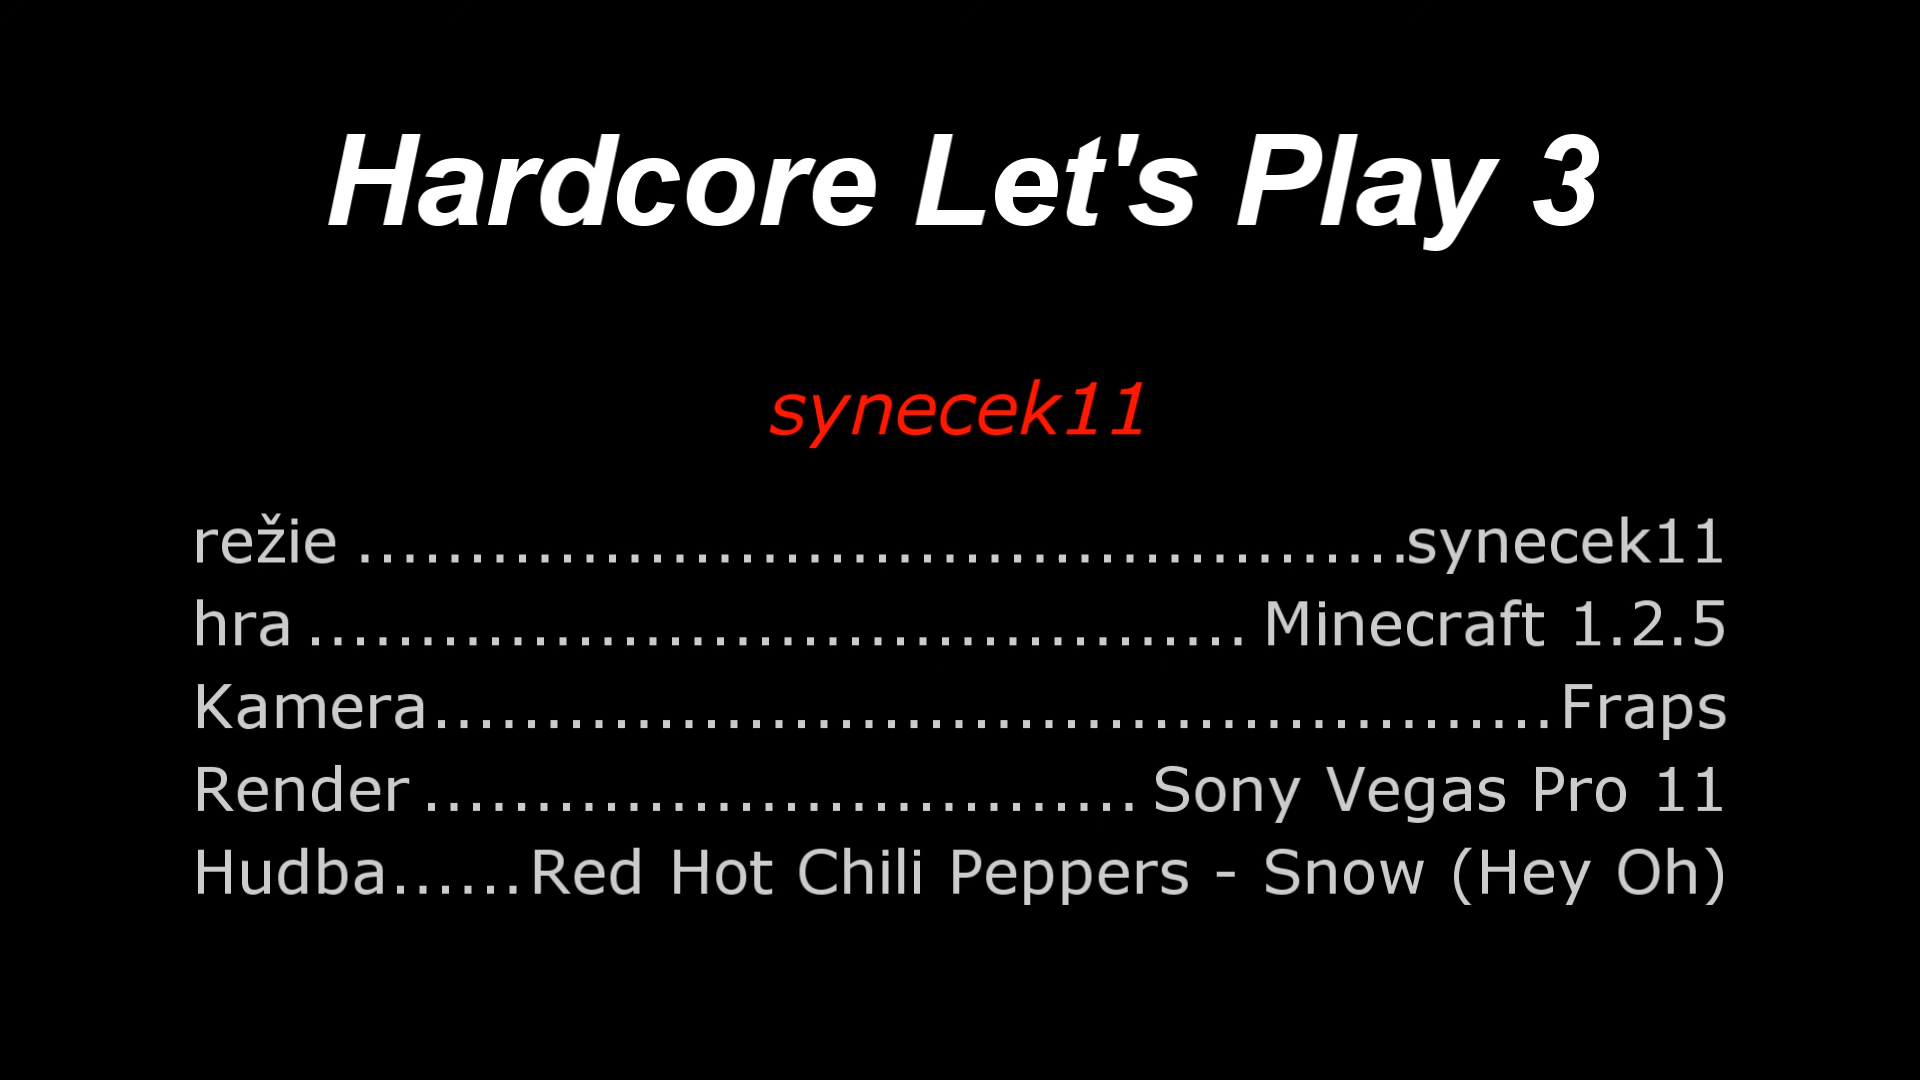 Hardcore Let's Play 3
synecek11
režie ...............................................synecek11
hra ......................................... Minecraft 1.2.5
Kamera.................................................Fraps
Render ................................ Sony Vegas Pro 11
Hudba......Red Hot Chili Peppers - Snow (Hey Oh)